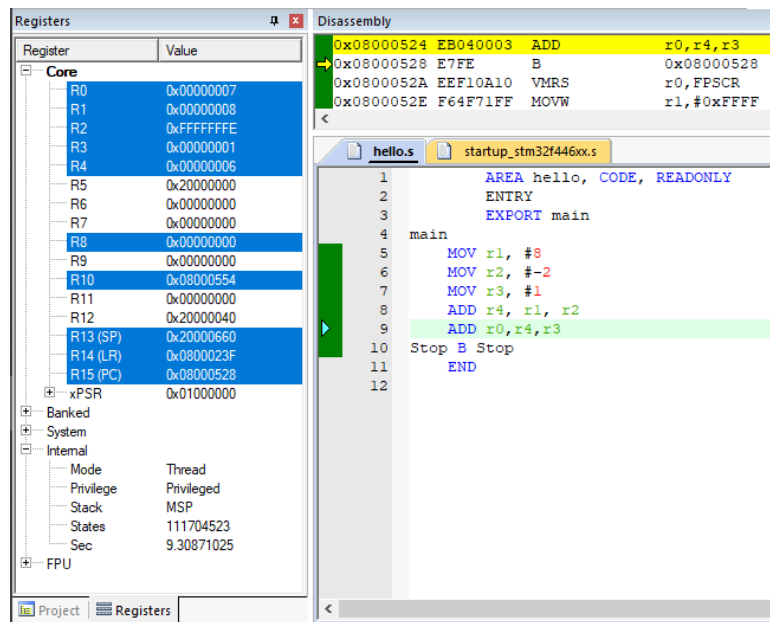 Registers
Register Value
Core
R0 0x00000007
R1 0x00000008
R2 0xFFFFFFFE
R3 0x00000001
R4 0x00000006
R5 0x20000000
R6 0x00000000
R7 0x00000000
R8 0x00000000
R9 0x00000000
R10 0x08000554
R11 0x00000000
R12 0x20000040
R13 (SP) 0x20000660
R14 (LR) 0x0800023F
R15 (PC) 0x08000528
xPSR 0x01000000
Banked
System
Internal
Mode Thread
Privilege Privileged
Stack MSP
States 111704523
Sec 9.30871025
FPU
Project Registers
Disassembly
0x08000524 EB040003 ADD r0,r4,r3
0x08000528 E7FE B 0x08000528
0x0800052A EEF10A10 VMRS r0,FPSCR
0x0800052E F64F71FF MOVW r1,#0xFFFF
hello.s startup_stm32f446xx.s
1 AREA hello, CODE, READONLY
2 ENTRY
3 EXPORT main
4 main
5 MOV r1, #8
6 MOV r2, #-2
7 MOV r3, #1
8 ADD r4, r1, r2
9 ADD r0,r4,r3
10 Stop B Stop
11 END
12